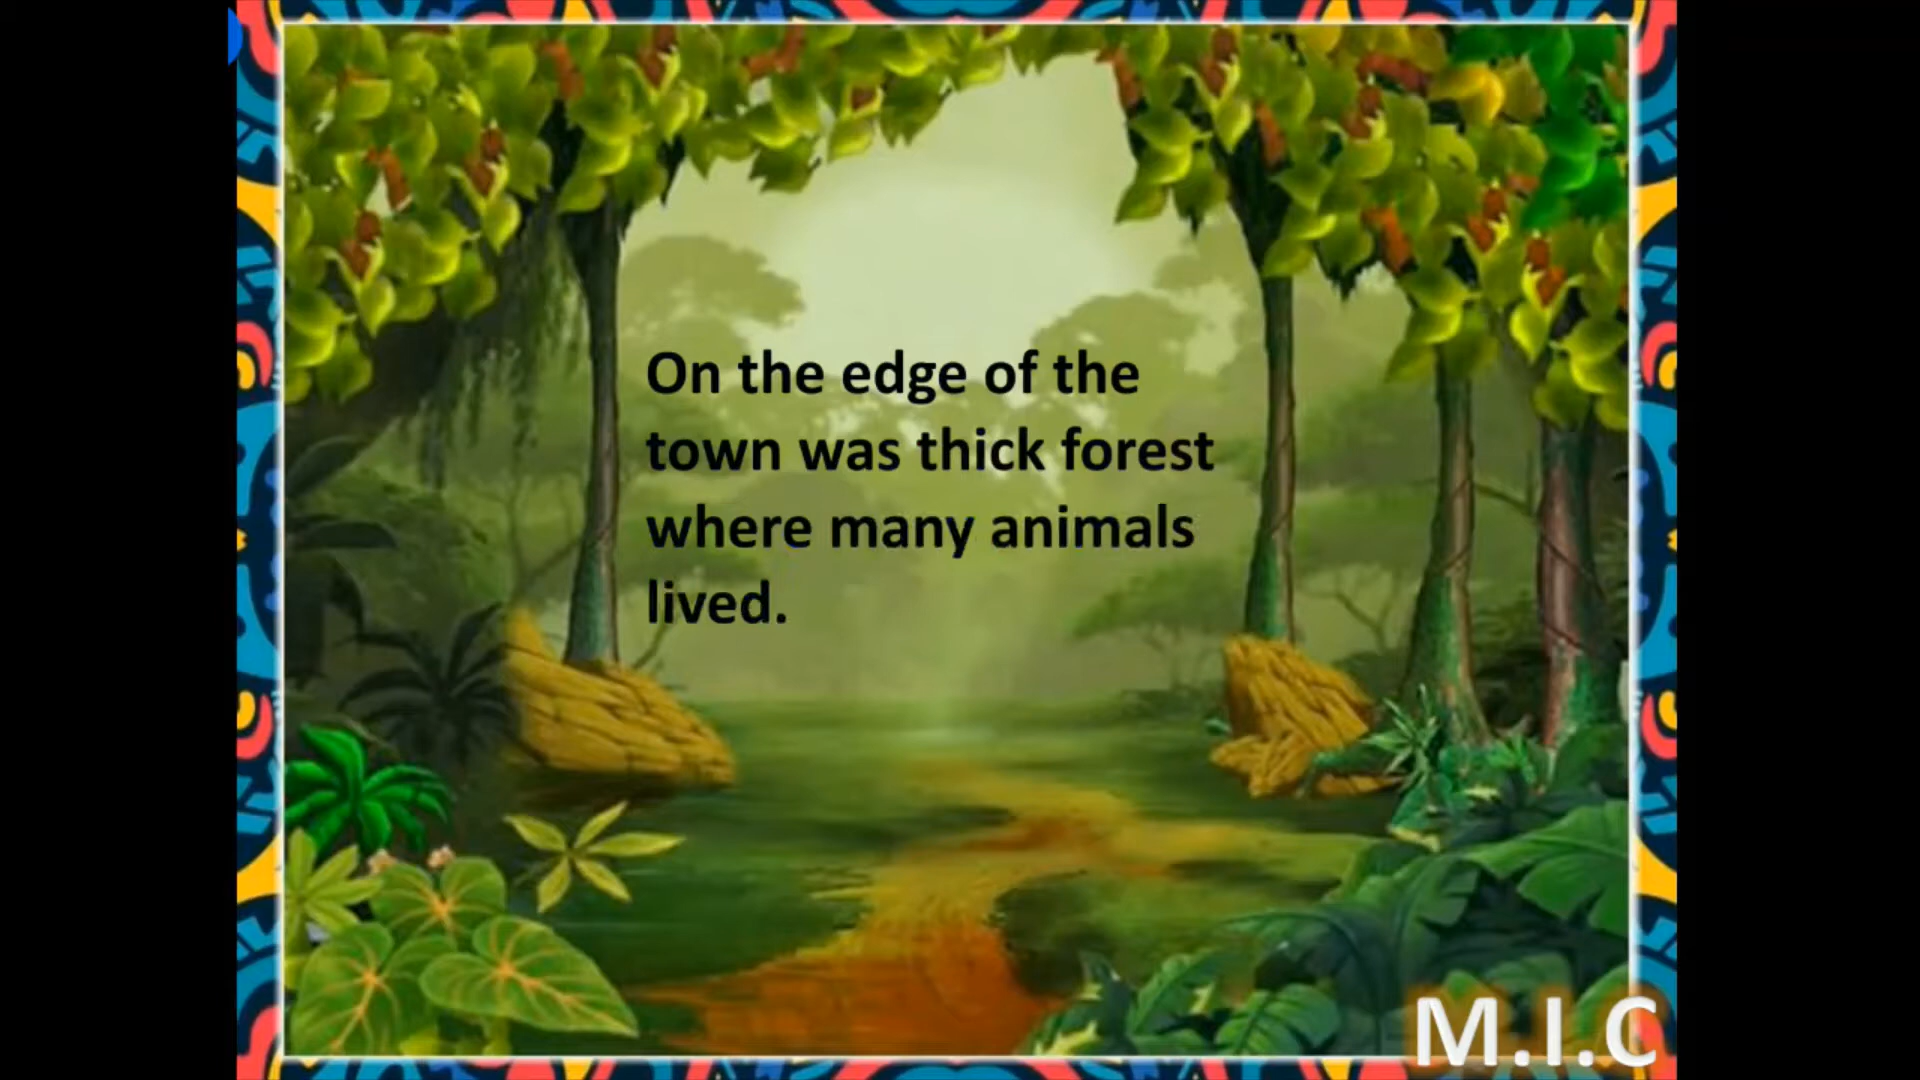 On the edge of the
town was thick forest
where many animals
lived.
M.I.C